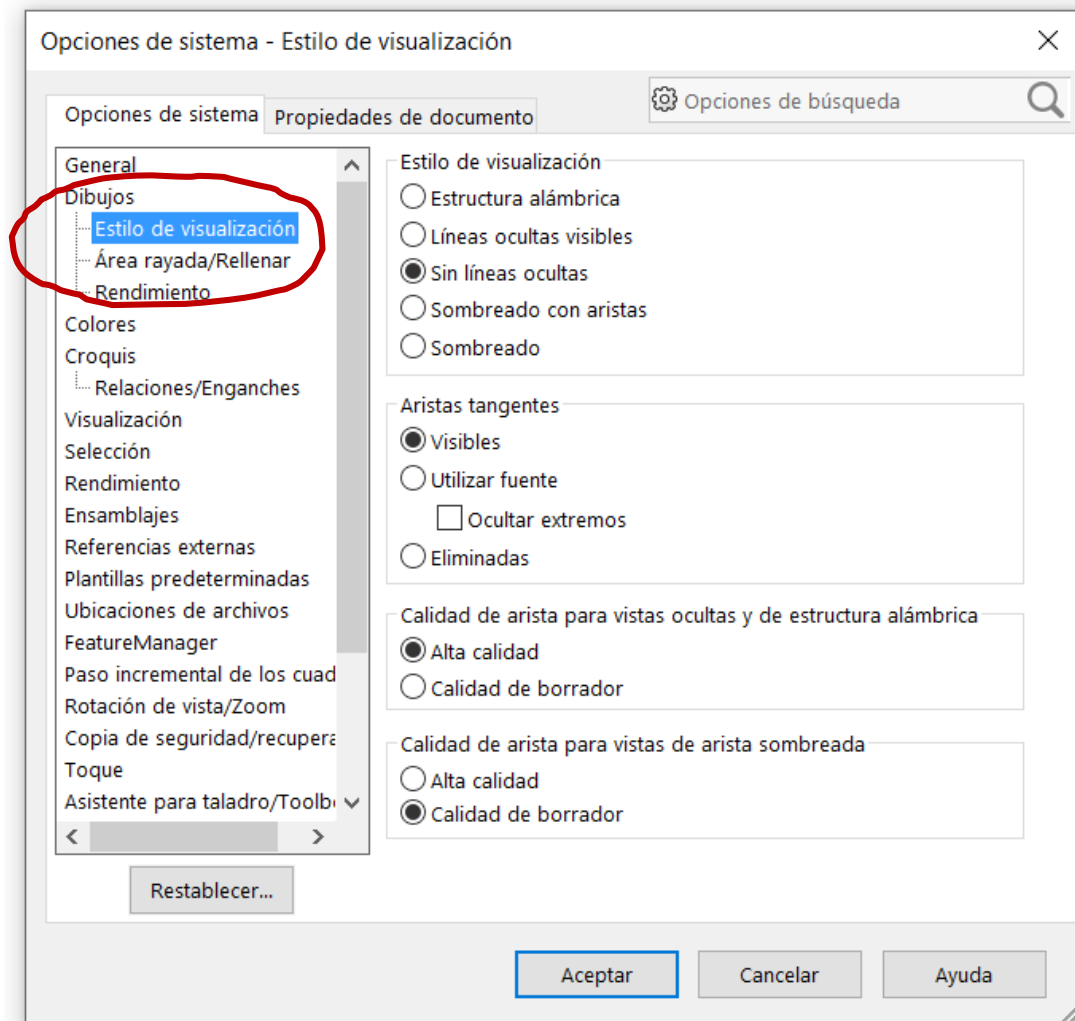 Opciones de sistema - Estilo de visualización
Opciones de sistema
Propiedades de documento
Opciones de búsqueda
General
Dibujos
Estilo de visualización
Área rayada/Rellenar
Rendimiento
Colores
Croquis
Relaciones/Enganches
Visualización
Selección
Rendimiento
Ensamblajes
Referencias externas
Plantillas predeterminadas
Ubicaciones de archivos
FeatureManager
Paso incremental de los cuad
Rotación de vista/Zoom
Copia de seguridad/recupera
Toque
Asistente para taladro/Toolb
Restablecer...
Estilo de visualización
Estructura alámbrica
Líneas ocultas visibles
Sin líneas ocultas
Sombreado con aristas
Sombreado
Aristas tangentes
Visibles
Utilizar fuente
Ocultar extremos
Eliminadas
Calidad de arista para vistas ocultas y de estructura alámbrica
Alta calidad
Calidad de borrador
Calidad de arista para vistas de arista sombreada
Alta calidad
Calidad de borrador
Aceptar
Cancelar
Ayuda